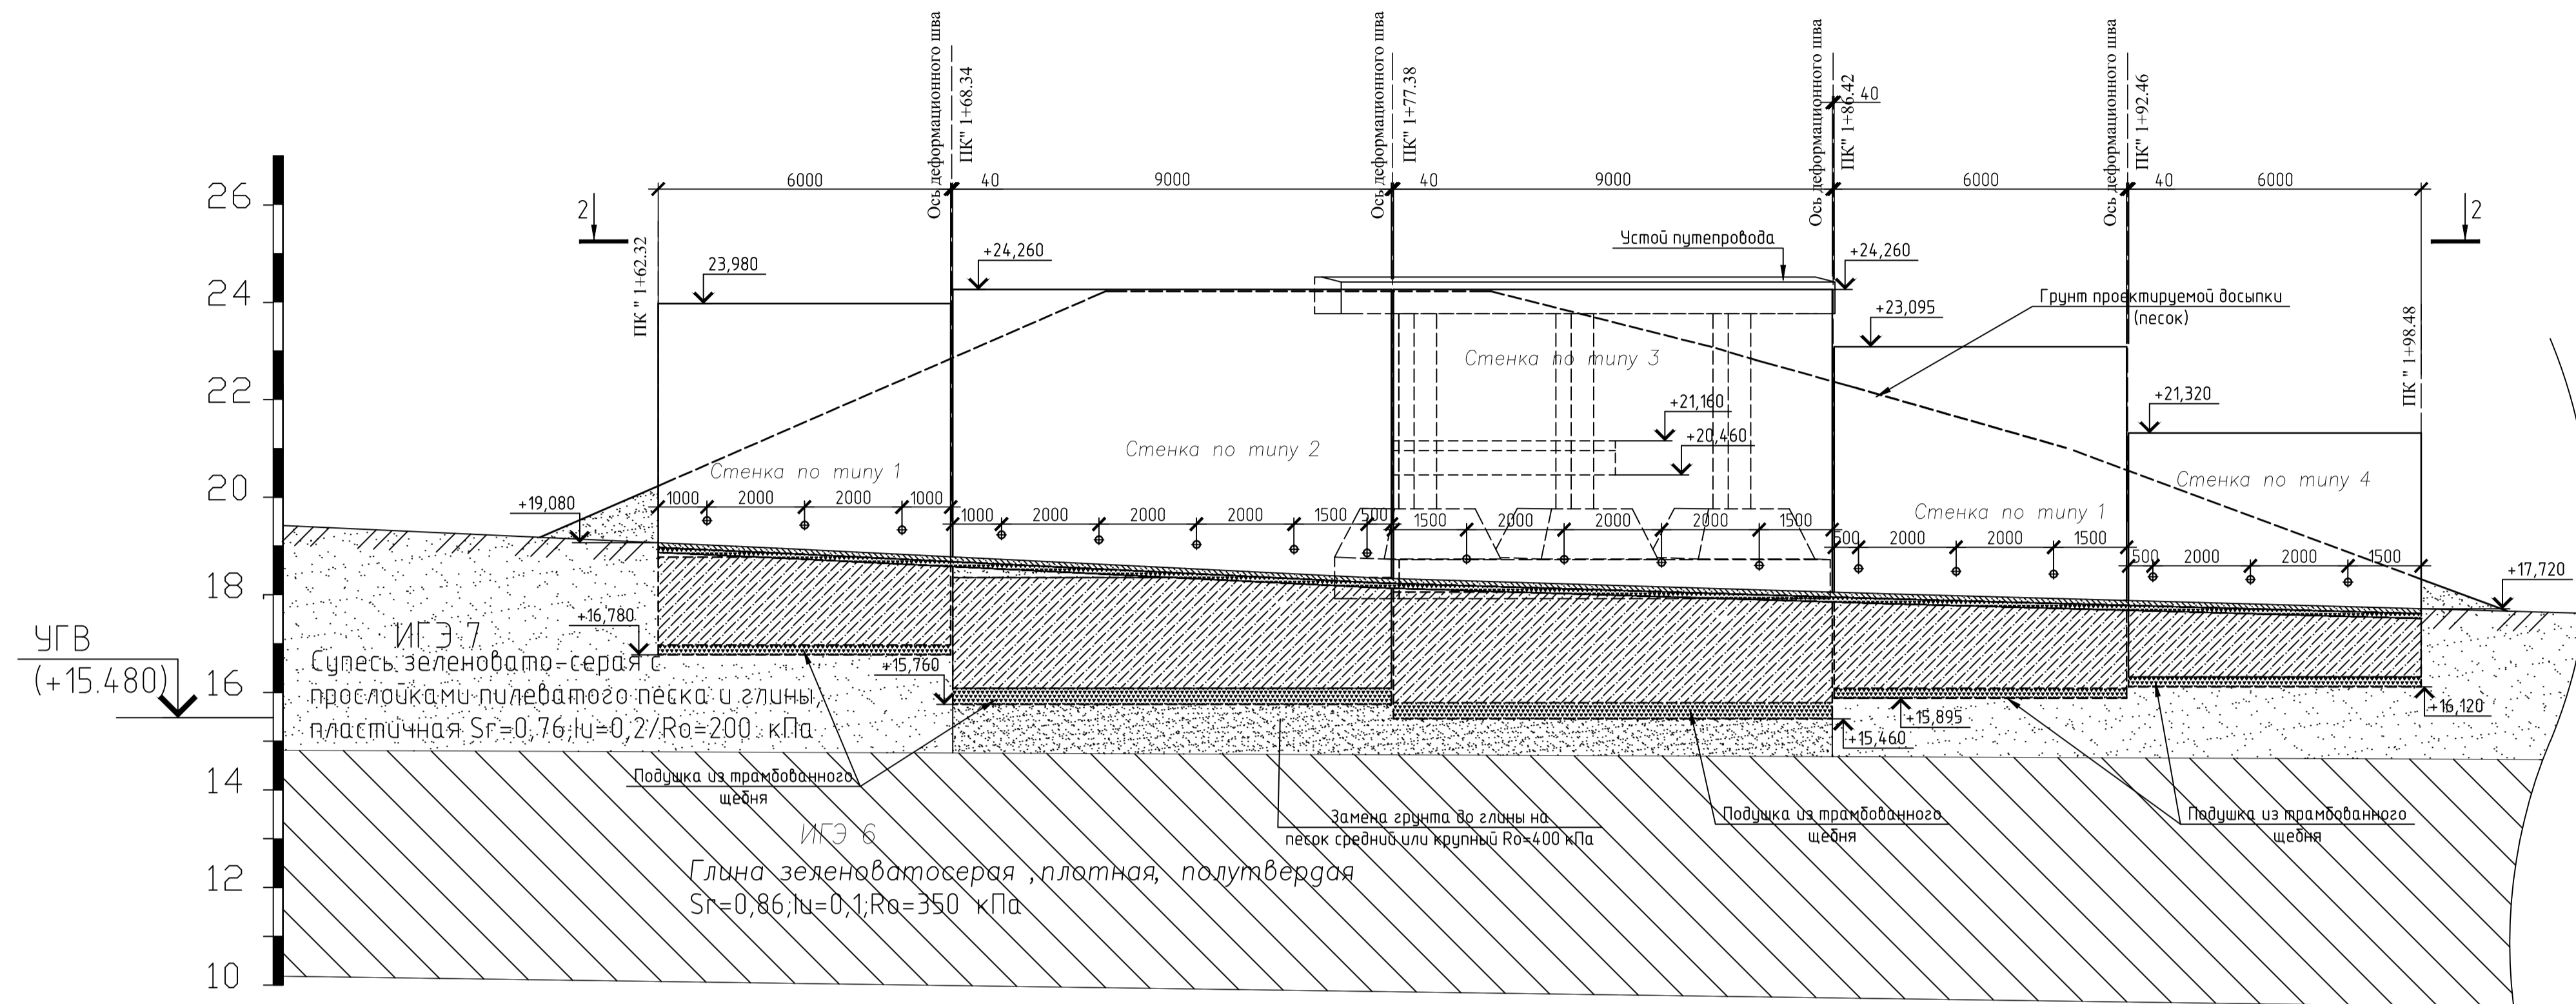 Ось деформационного шва
ПК" 1+68.34
Ось деформационного шва
ПК" 1+77.38
Ось деформационного шва
ПК" 1+86.42
40
Ось деформационного шва
ПК" 1+92.46
6000
40
9000
40
9000
6000
40
6000
26
24
22
20
18
16
14
12
10
2
2
ПК " 1+62.32
23,980
+24,260
Устой путепровода
+24,260
Грунт проектируемой досыпки
(песок)
+23,095
ПК " 1+98.48
+21,320
Стенка по типу 3
+21,160
+20,460
Стенка по типу 2
Стенка по типу 1
Стенка по типу 4
Стенка по типу 1
+19,080
1000 2000 2000 1000
1000 2000 2000 2000 1500 500
1500 2000 2000 2000 1500
500 2000 2000 1500
500 2000 2000 1500
+17,720
УГВ
(+15.480)
+16,780
+15,760
+15,895
+15,460
+16,120
ИГЭ 7
Супесь зеленовато-серая с
прослойками пилеватого песка и глины,
пластичная Sr=0,76;Iu=0,2/Ro=200 кПа
Подушка из трамбованного
щебня
Замена грунта до глины на
песок средний или крупный Ro=400 кПа
Подушка из трамбованного
щебня
Подушка из трамбованного
щебня
ИГЭ 6
Глина зеленоватосерая ,плотная, полутвердая
Sr=0,86;Iu=0,1;Ro=350 кПа